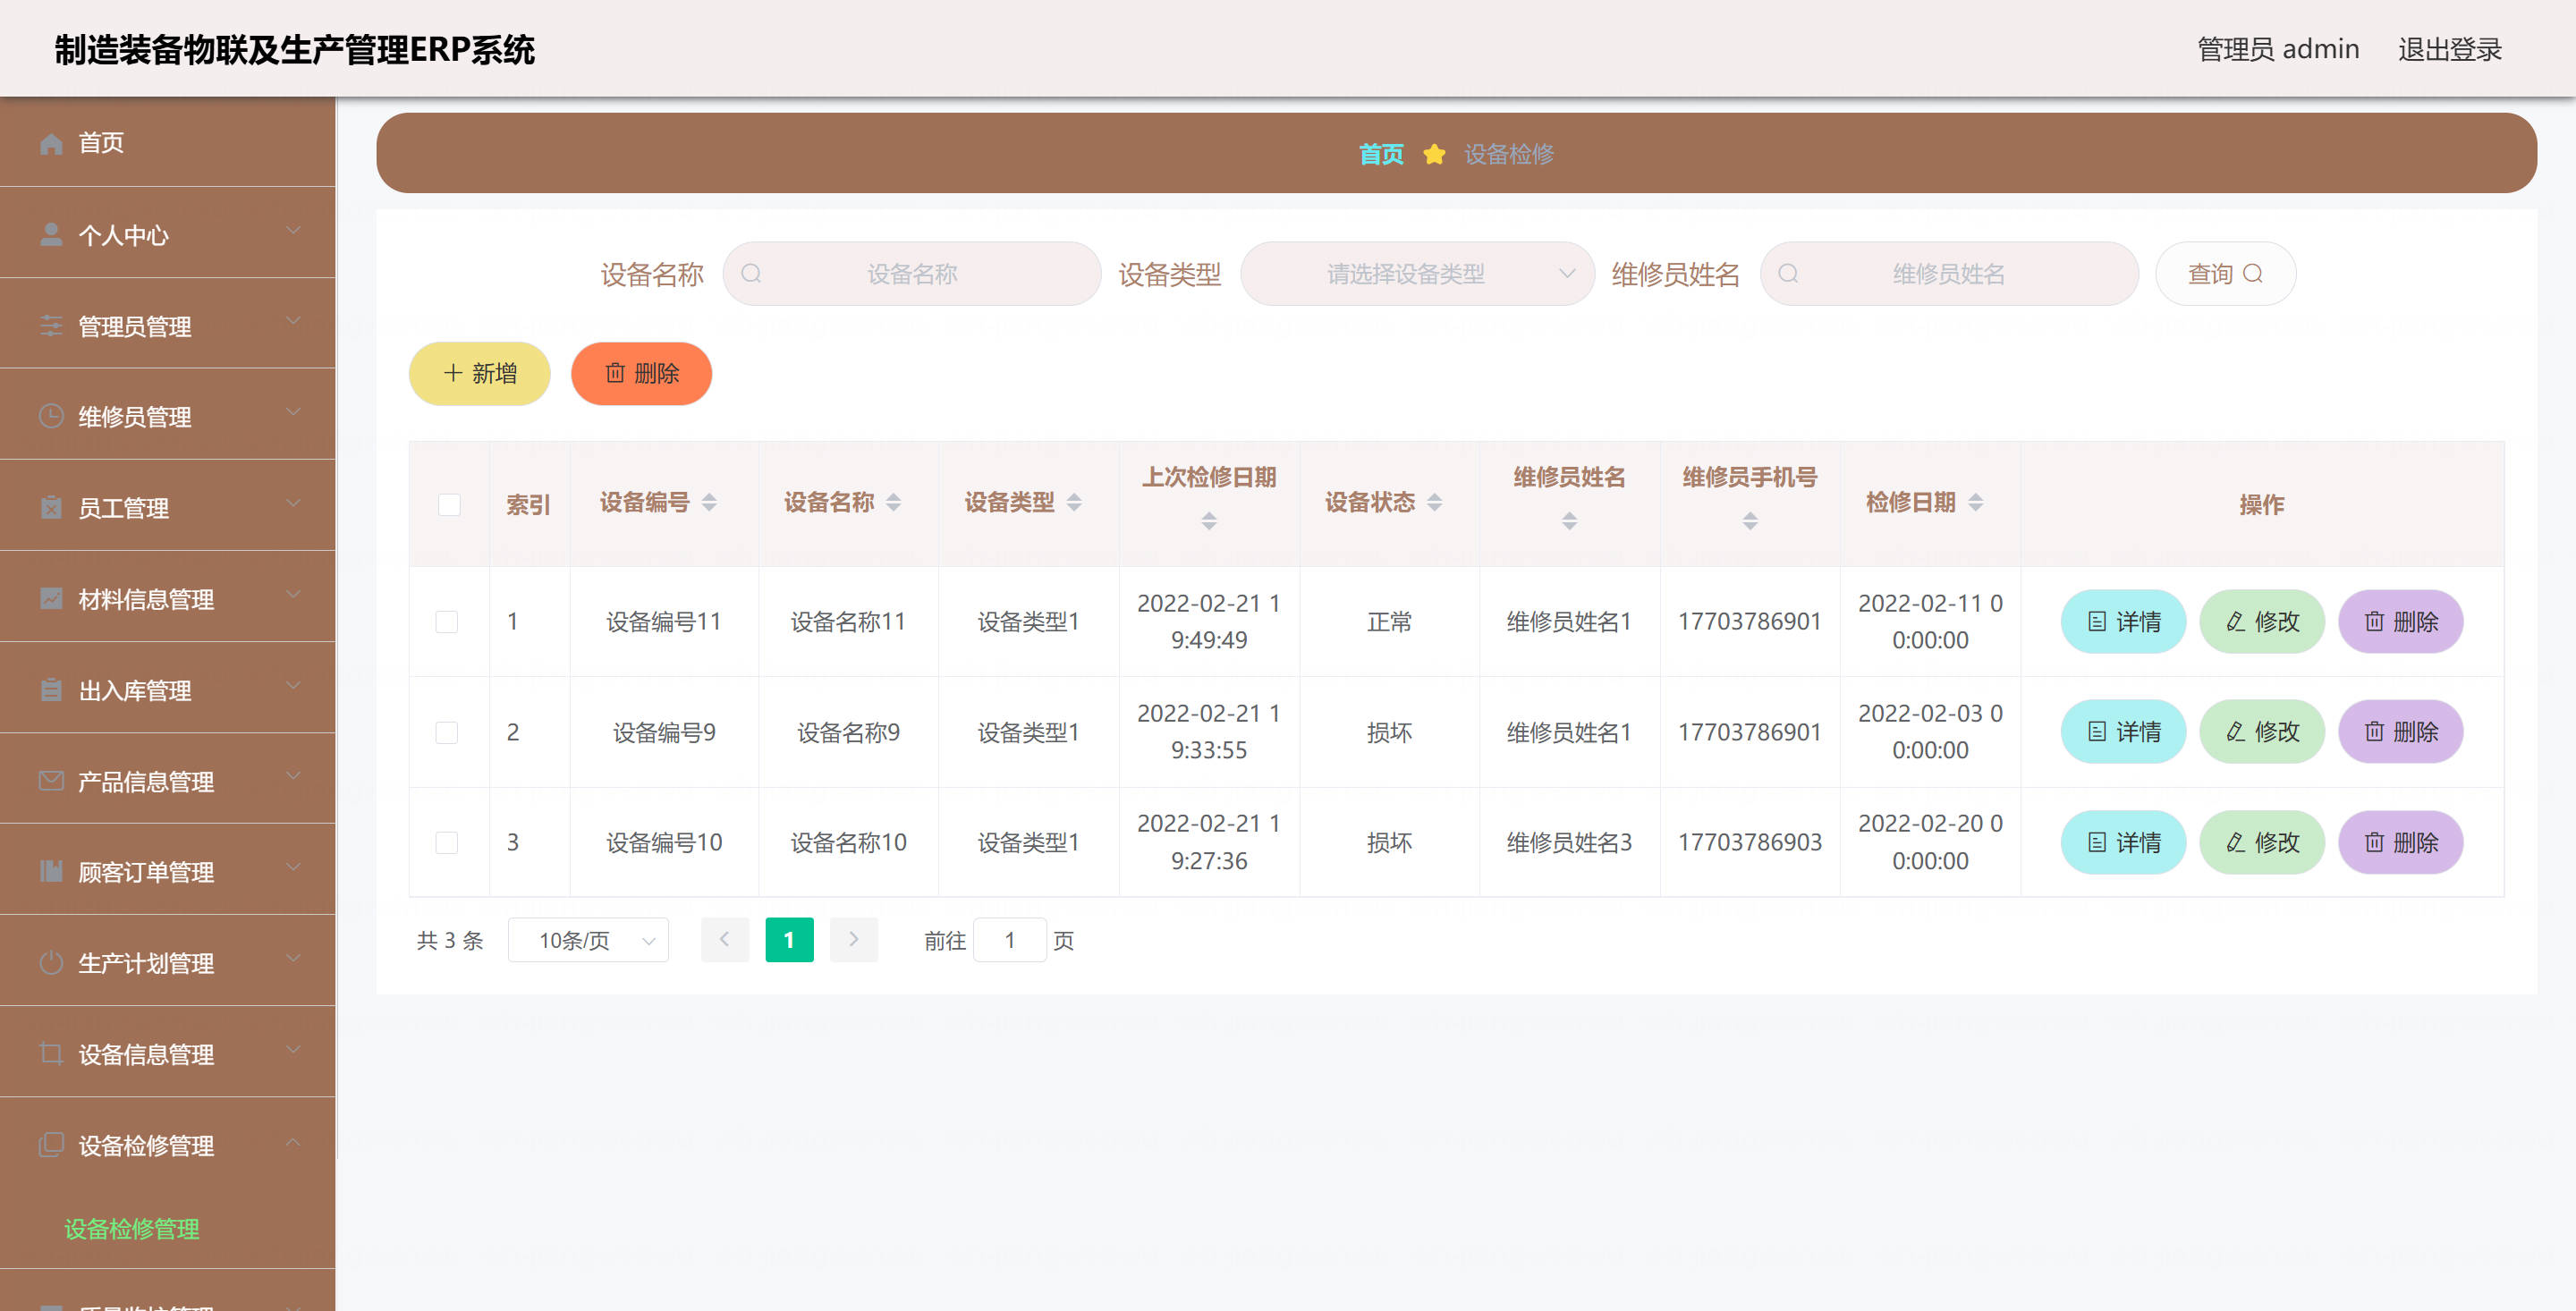 制造装备物联及生产管理ERP系统
管理员 admin 退出登录
首页
个人中心
管理员管理
维修员管理
员工管理
材料信息管理
出入库管理
产品信息管理
顾客订单管理
生产计划管理
设备信息管理
设备检修管理
设备检修管理
首页 设备检修
设备名称 设备名称 设备类型 请选择设备类型 维修员姓名 维修员姓名 查询
新增 删除
索引 设备编号 设备名称 设备类型 上次检修日期 设备状态 维修员姓名 维修员手机号 检修日期 操作
1 设备编号11 设备名称11 设备类型1 2022-02-21 1 正常 维修员姓名1 17703786901 2022-02-11 0 详情 修改 删除
9:49:49 0:00:00
2 设备编号9 设备名称9 设备类型1 2022-02-21 1 损坏 维修员姓名1 17703786901 2022-02-03 0 详情 修改 删除
9:33:55 0:00:00
3 设备编号10 设备名称10 设备类型1 2022-02-21 1 损坏 维修员姓名3 17703786903 2022-02-20 0 详情 修改 删除
9:27:36 0:00:00
共 3 条 10条/页 1 前往 1 页